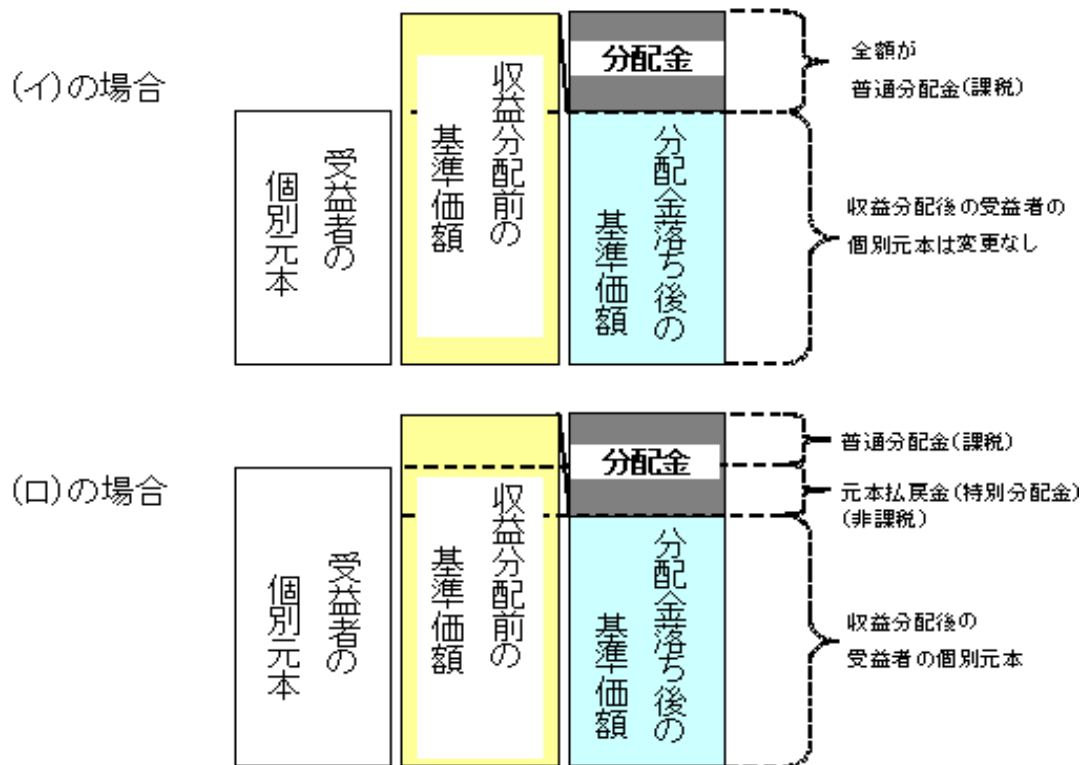 (イ)の場合
受益者の
個別元本
収益分配前の
基準価額
分配金
分配金落ち後の
基準価額
全額が
普通分配金(課税)
収益分配後の受益者の
個別元本は変更なし
(ロ)の場合
受益者の
個別元本
収益分配前の
基準価額
分配金
分配金落ち後の
基準価額
普通分配金(課税)
元本払戻金(特別分配金)
(非課税)
収益分配後の
受益者の個別元本